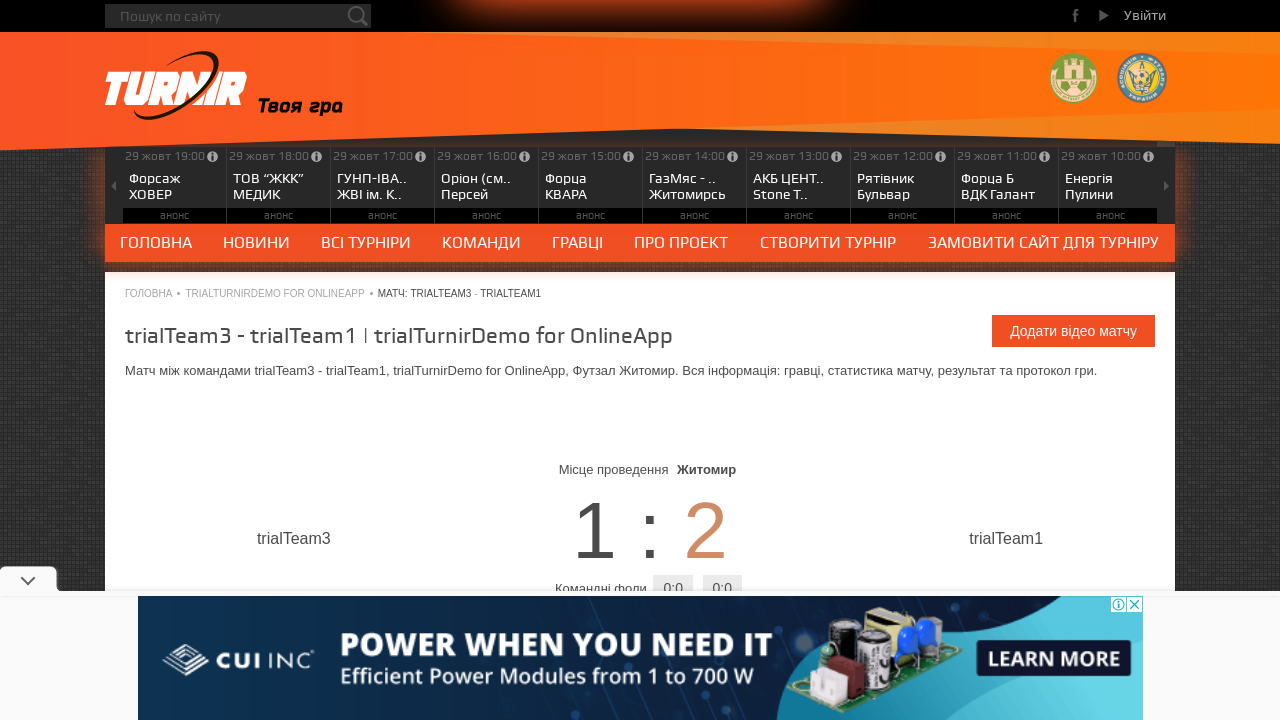 Пошук по сайту
Увійти
TURNIR
Твоя гра
29 жовт 19:00
Форсаж
ХОВЕР
анонс
29 жовт 18:00
ТОВ “ЖКК”
МЕДИК
анонс
29 жовт 17:00
ГУНП-ІВА..
ЖВІ ім. К..
анонс
29 жовт 16:00
Оріон (см..
Персей
анонс
29 жовт 15:00
Форца
КВАРА
анонс
29 жовт 14:00
ГазМяс - ..
Житомирсь
анонс
29 жовт 13:00
АКБ ЦЕНТ..
Stone T..
анонс
29 жовт 12:00
Рятівник
Бульвар
анонс
29 жовт 11:00
Форца Б
ВДК Галант
анонс
29 жовт 10:00
Енергія
Пулини
анонс
ГОЛОВНА НОВИНИ ВСІ ТУРНІРИ КОМАНДИ ГРАВЦІ ПРО ПРОЕКТ СТВОРИТИ ТУРНІР ЗАМОВИТИ САЙТ ДЛЯ ТУРНІРУ
ГОЛОВНА • TRIALTURNIRDEMO FOR ONLINEAPP • МАТЧ: TRIALTEAM3 - TRIALTEAM1
trialTeam3 - trialTeam1 | trialTurnirDemo for OnlineApp
Додати відео матчу
Матч між командами trialTeam3 - trialTeam1, trialTurnirDemo for OnlineApp, Футзал Житомир. Вся інформація: гравці, статистика матчу, результат та протокол гри.
Місце проведення Житомир
trialTeam3
1 : 2
trialTeam1
Командні фоли 0:0 0:0
CUI INC
POWER WHEN YOU NEED IT
Efficient Power Modules from 1 to 700 W
LEARN MORE